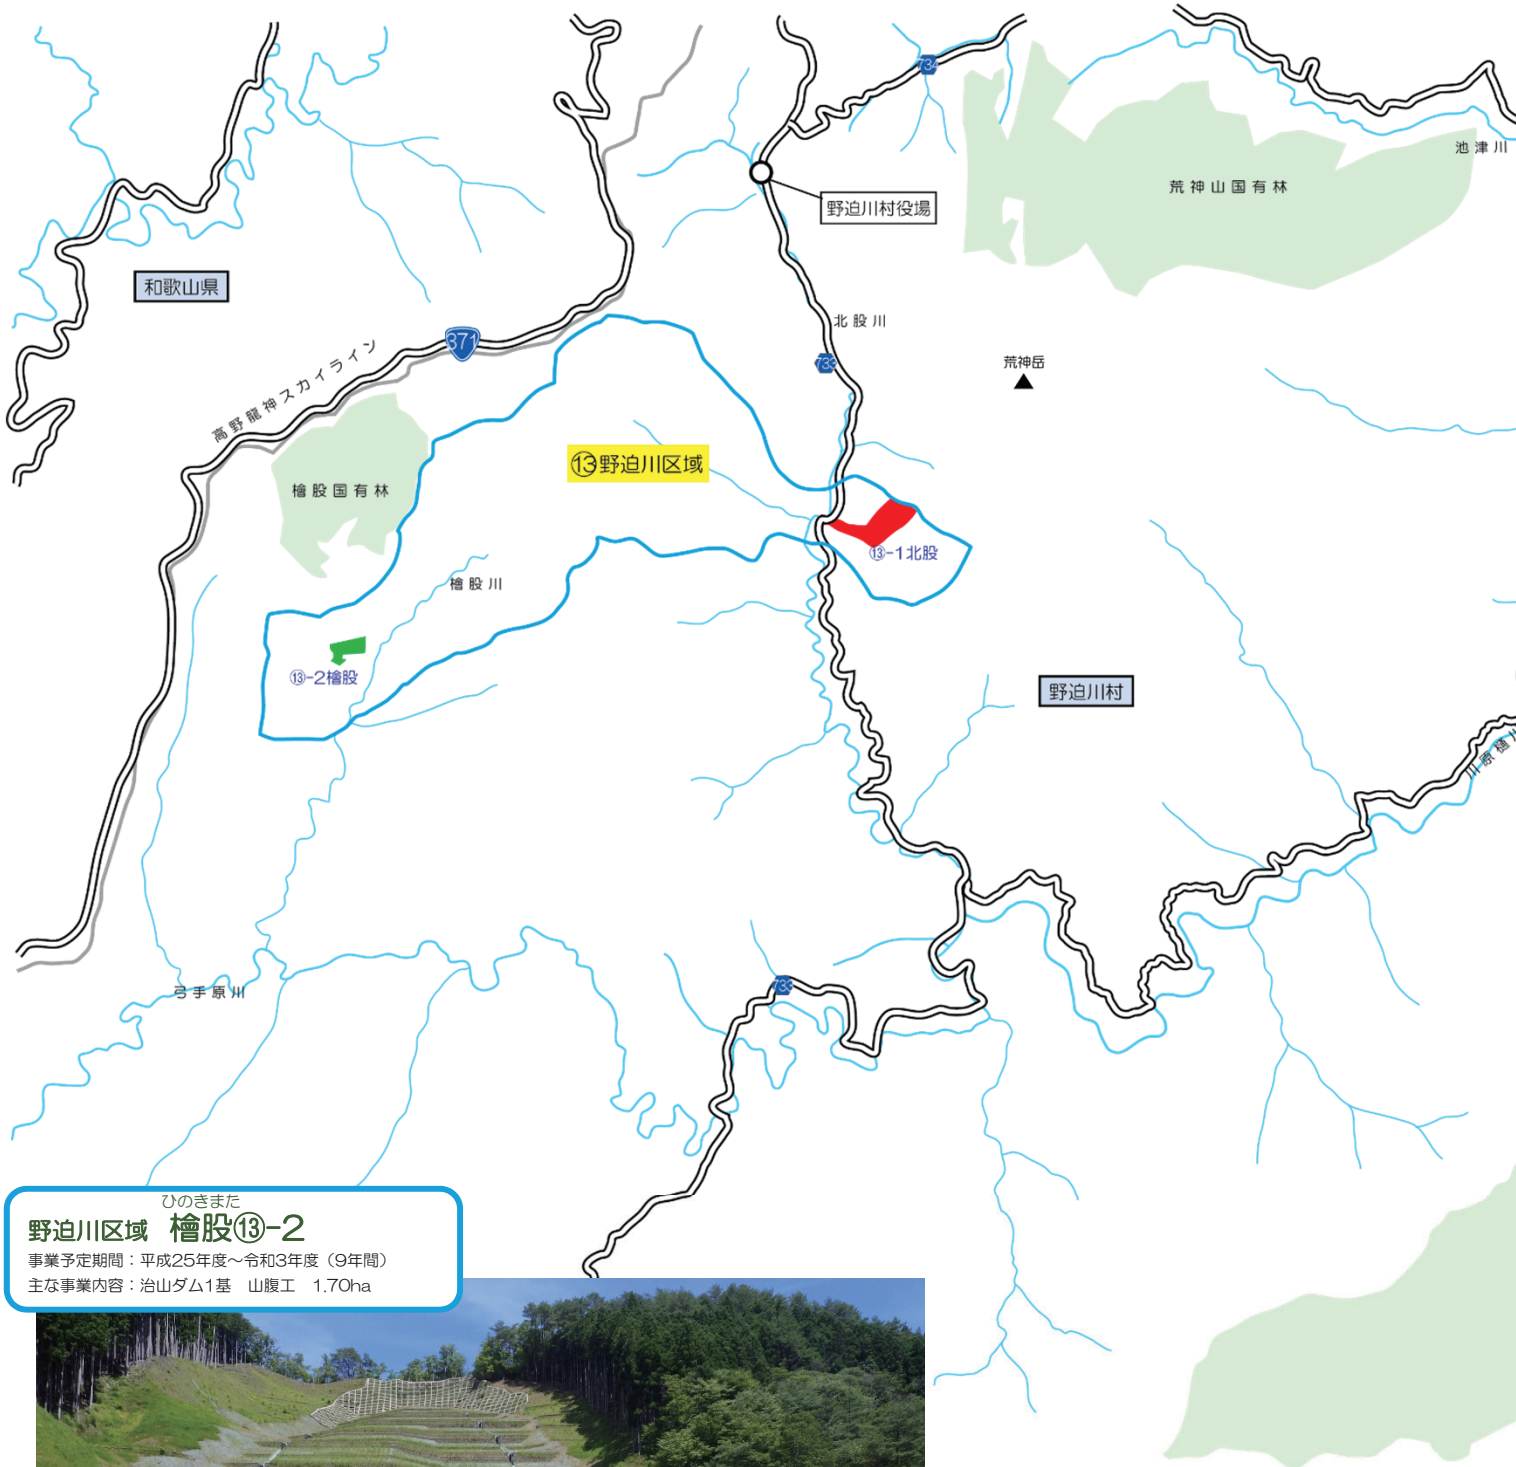 734
池津川
荒神山国有林
野迫川村役場
和歌山県
北股川
371
733
荒神岳
高野龍神スカイライン
⑬野迫川区域
檜股国有林
⑬-1北股
檜股川
⑬-2檜股
野迫川村
川原樋川
733
弓手原川
ひのきまた
野迫川区域 檜股⑬-2
事業予定期間：平成25年度～令和3年度（9年間）
主な事業内容：治山ダム1基 山腹工 1.70ha